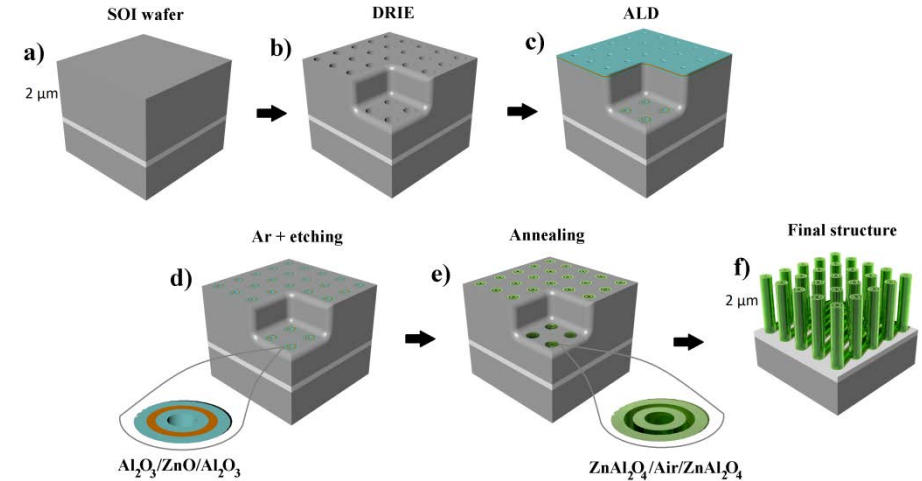 SOI wafer
DRIE
ALD
a)
b)
c)
2 μm
Ar + etching
Annealing
Final structure
d)
e)
f)
2 μm
Al₂O₃/ZnO/Al₂O₃
ZnAl₂O₄/Air/ZnAl₂O₄